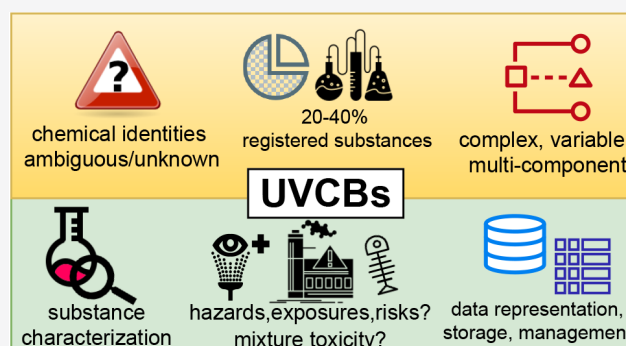 ?
20-40%
registered substances
chemical identities
ambiguous/unknown
complex, variable
multi-component
UVCBs
substance
characterization
hazards,exposures,risks?
mixture toxicity?
data representation,
storage, managemen